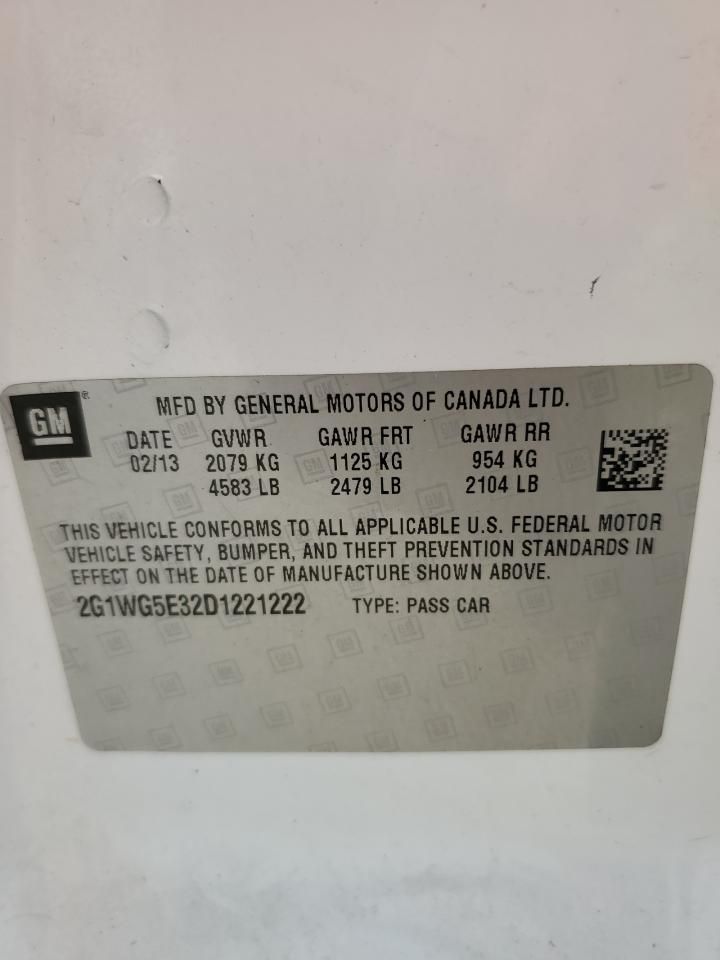 GM ®
MFD BY GENERAL MOTORS OF CANADA LTD.
DATE GVWR GAWR FRT GAWR RR
02/13 2079 KG 1125 KG 954 KG
4583 LB 2479 LB 2104 LB
THIS VEHICLE CONFORMS TO ALL APPLICABLE U.S. FEDERAL MOTOR
VEHICLE SAFETY, BUMPER, AND THEFT PREVENTION STANDARDS IN
EFFECT ON THE DATE OF MANUFACTURE SHOWN ABOVE.
2G1WG5E32D1221222 TYPE: PASS CAR